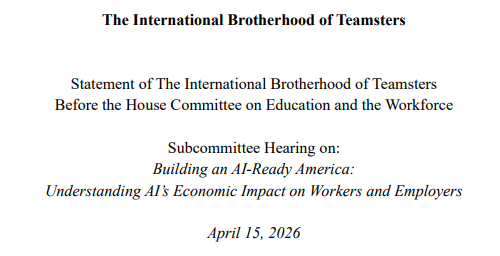 The International Brotherhood of Teamsters
Statement of The International Brotherhood of Teamsters
Before the House Committee on Education and the Workforce
Subcommittee Hearing on:
Building an AI-Ready America:
Understanding AI’s Economic Impact on Workers and Employers
April 15, 2026